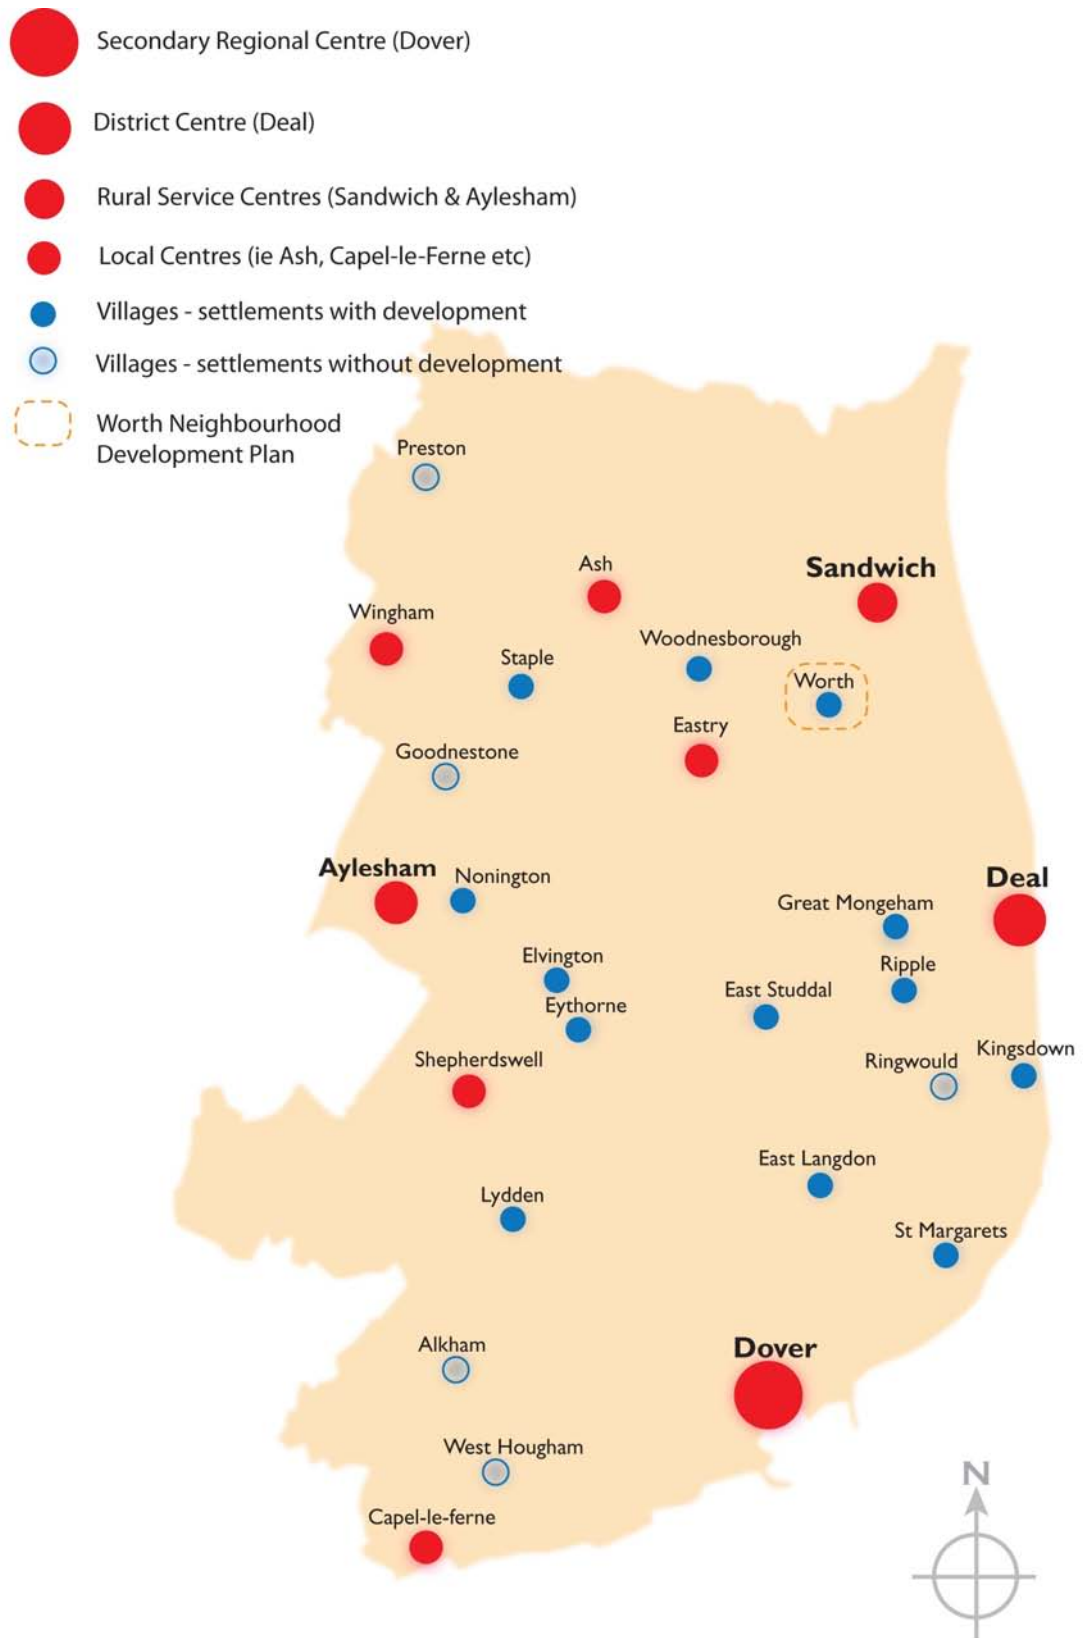 Secondary Regional Centre (Dover)
District Centre (Deal)
Rural Service Centres (Sandwich & Aylesham)
Local Centres (ie Ash, Capel-le-Ferne etc)
Villages - settlements with development
Villages - settlements without development
Worth Neighbourhood
Development Plan
Preston
Ash
Sandwich
Wingham
Woodnesborough
Staple
Worth
Eastry
Goodnestone
Aylesham
Nonington
Deal
Great Mongeham
Elvington
Ripple
East Studdal
Eythorne
Kingsdown
Shepherdswell
Ringwould
East Langdon
Lydden
St Margarets
Alkham
Dover
West Hougham
N
Capel-le-ferne